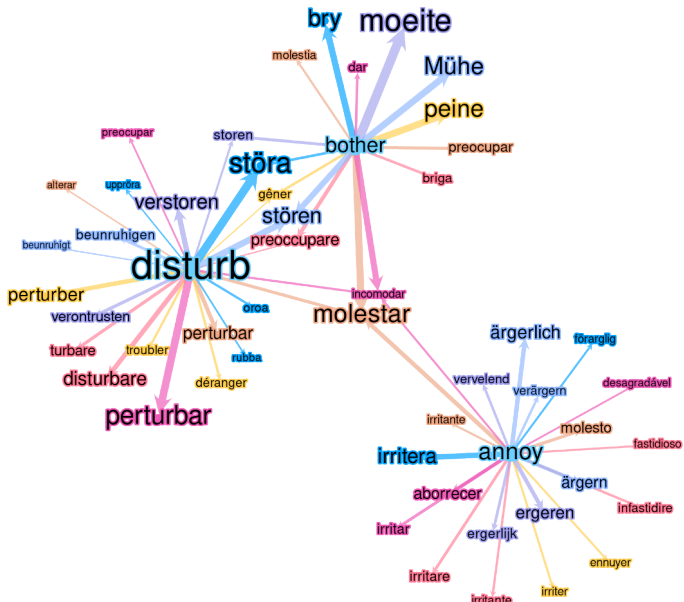 bry
moeite
molestia
dar
Mühe
peine
preocupar
storen
bother
preocupar
störa
briga
alterar
uppröra
gêner
verstoren
stören
beunruhigen
preoccupare
beunruhigt
disturb
perturber
incomodar
oroa
molestar
verontrusten
perturbar
ärgerlich
förarglig
turbare
troubler
rubba
disturbare
déranger
vervelend
verärgern
desagradável
perturbar
irritante
molesto
fastidioso
irritera
annoy
aborrecer
ärgern
infastidire
ergeren
irritar
ergerlijk
ennuyer
irritare
irriter
irritante